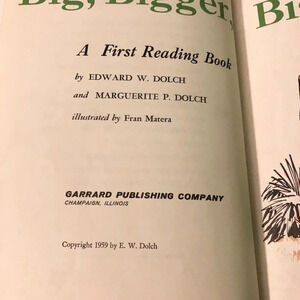 Big, Bigger,
A First Reading Book
by EDWARD W. DOLCH
and MARGUERITE P. DOLCH
illustrated by Fran Matera
GARRARD PUBLISHING COMPANY
CHAMPAIGN, ILLINOIS
Copyright 1959 by E. W. Dolch